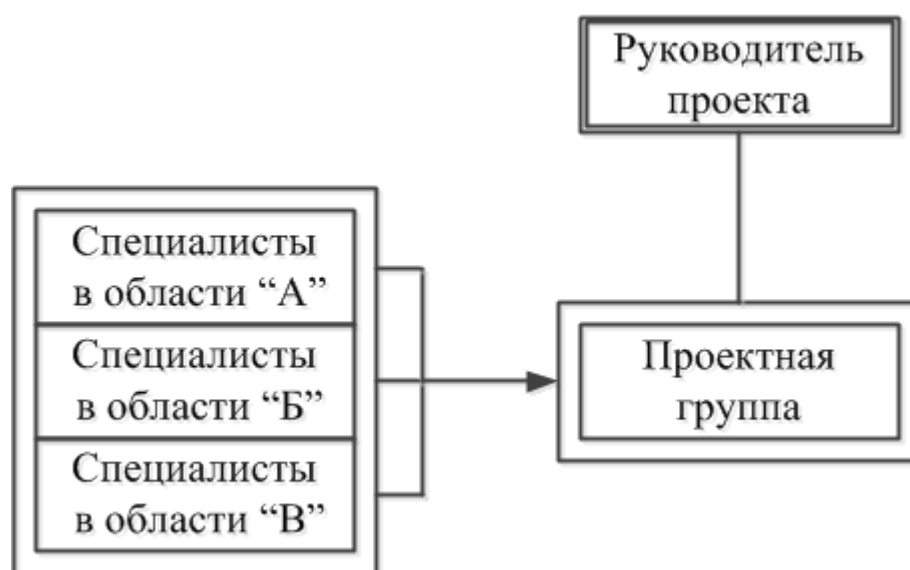 Руководитель
проекта
Специалисты
в области “А”
Специалисты
в области “Б”
Специалисты
в области “В”
Проектная
группа